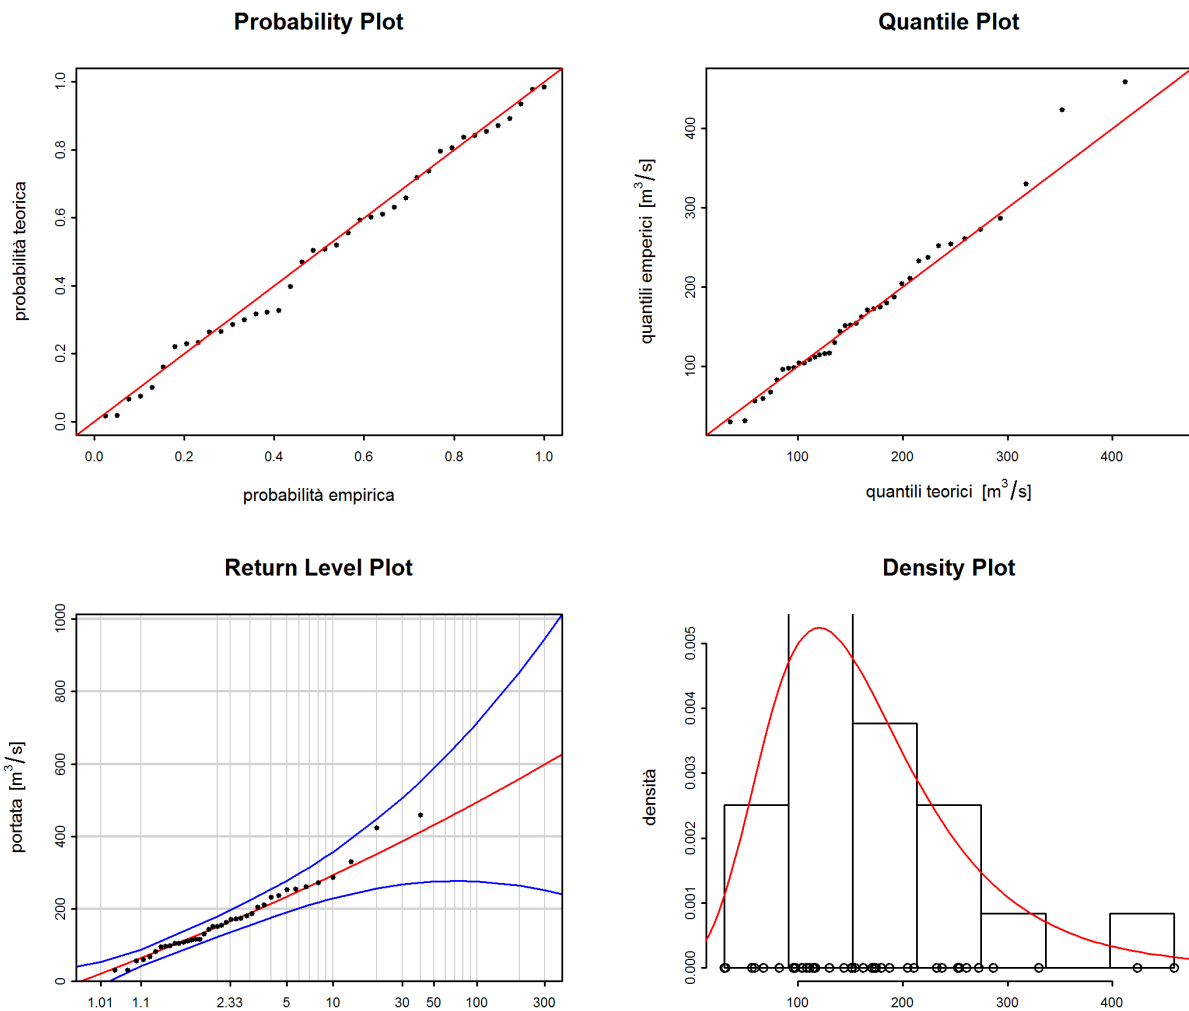 Probability Plot
probabilità teorica
0.0 0.2 0.4 0.6 0.8 1.0
0.0 0.2 0.4 0.6 0.8 1.0
probabilità empirica
Quantile Plot
quantili emperici [m³/s]
100 200 300 400
100 200 300 400
quantili teorici [m³/s]
Return Level Plot
portata [m³/s]
0 200 400 600 800 1000
1.01 1.1 2.33 5 10 30 50 100 300
Density Plot
densità
0.000 0.001 0.002 0.003 0.004 0.005
100 200 300 400